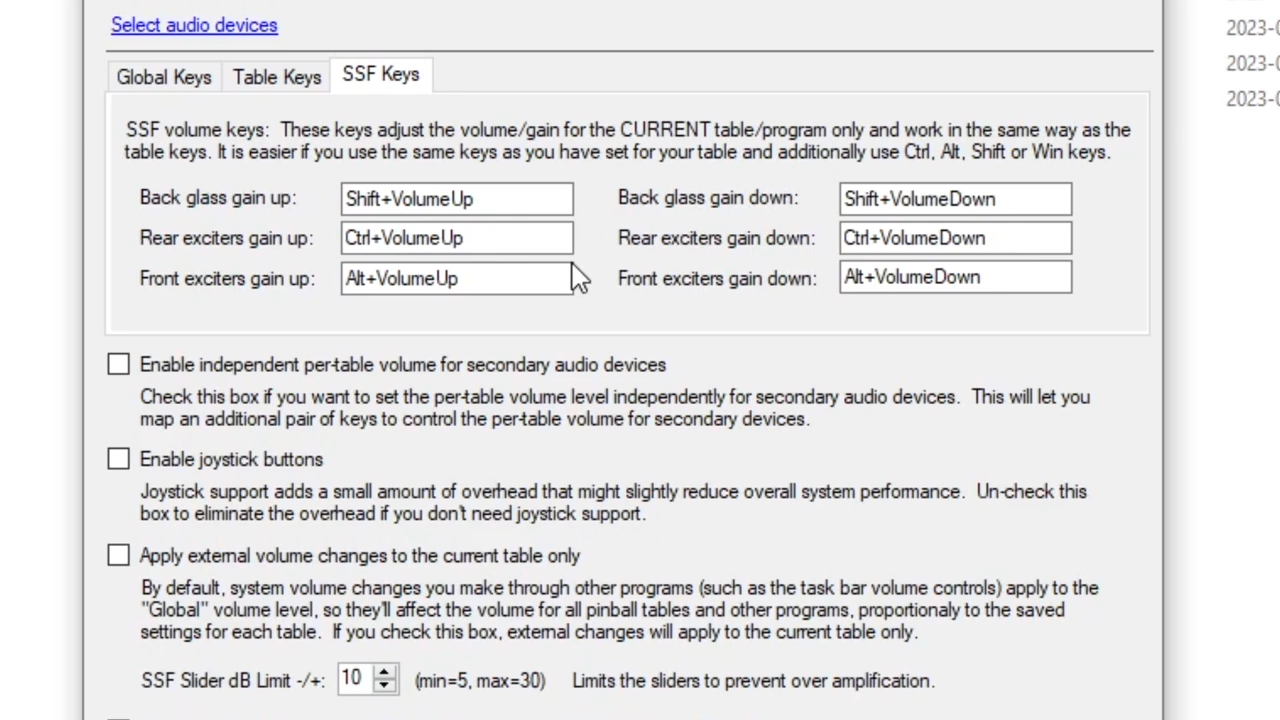 2023-0
Select audio devices
2023-0
Global Keys Table Keys SSF Keys
2023-0
SSF volume keys: These keys adjust the volume/gain for the CURRENT table/program only and work in the same way as the
table keys. It is easier if you use the same keys as you have set for your table and additionally use Ctrl, Alt, Shift or Win keys.
Back glass gain up: Shift+VolumeUp Back glass gain down: Shift+VolumeDown
Rear exciters gain up: Ctrl+VolumeUp Rear exciters gain down: Ctrl+VolumeDown
Front exciters gain up: Alt+VolumeUp Front exciters gain down: Alt+VolumeDown
Enable independent per-table volume for secondary audio devices
Check this box if you want to set the per-table volume level independently for secondary audio devices. This will let you
map an additional pair of keys to control the per-table volume for secondary devices.
Enable joystick buttons
Joystick support adds a small amount of overhead that might slightly reduce overall system performance. Un-check this
box to eliminate the overhead if you don't need joystick support.
Apply external volume changes to the current table only
By default, system volume changes you make through other programs (such as the task bar volume controls) apply to the
"Global" volume level, so they'll affect the volume for all pinball tables and other programs, proportionaly to the saved
settings for each table. If you check this box, external changes will apply to the current table only.
SSF Slider dB Limit -/+: 10 (min=5, max=30) Limits the sliders to prevent over amplification.